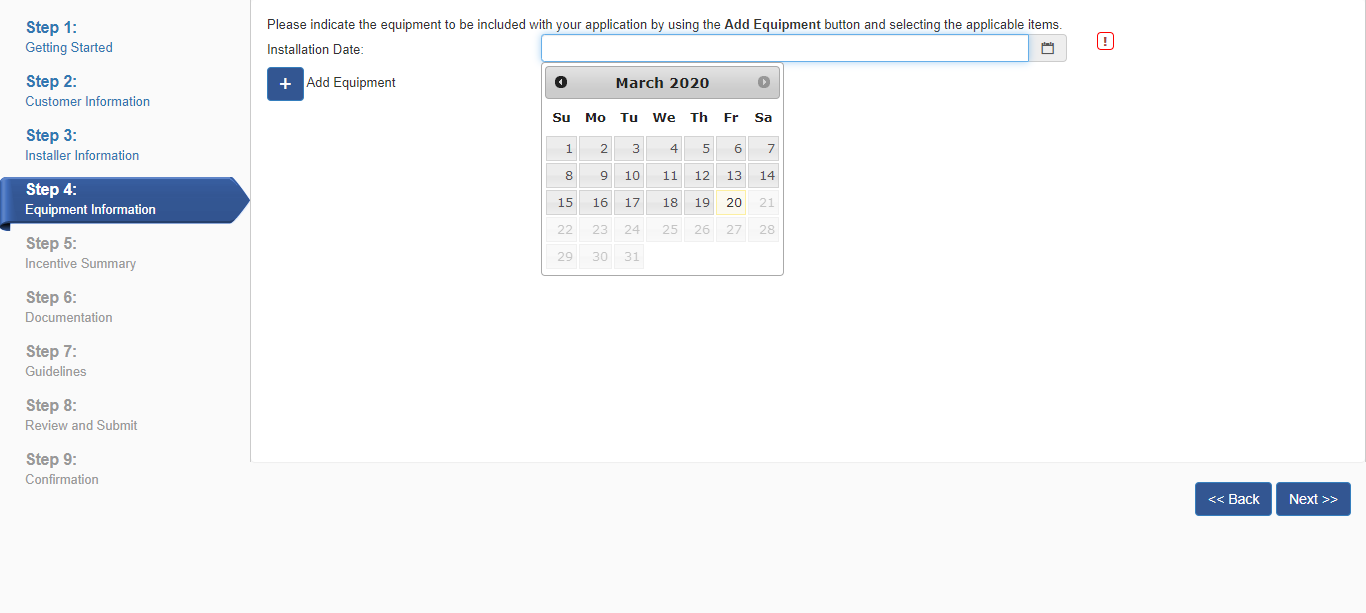 Step 1:
Getting Started
Step 2:
Customer Information
Step 3:
Installer Information
Step 4:
Equipment Information
Step 5:
Incentive Summary
Step 6:
Documentation
Step 7:
Guidelines
Step 8:
Review and Submit
Step 9:
Confirmation
Please indicate the equipment to be included with your application by using the Add Equipment button and selecting the applicable items.
Installation Date:
!
+ Add Equipment
March 2020
Su Mo Tu We Th Fr Sa
1 2 3 4 5 6 7
8 9 10 11 12 13 14
15 16 17 18 19 20 21
22 23 24 25 26 27 28
29 30 31
<< Back Next >>